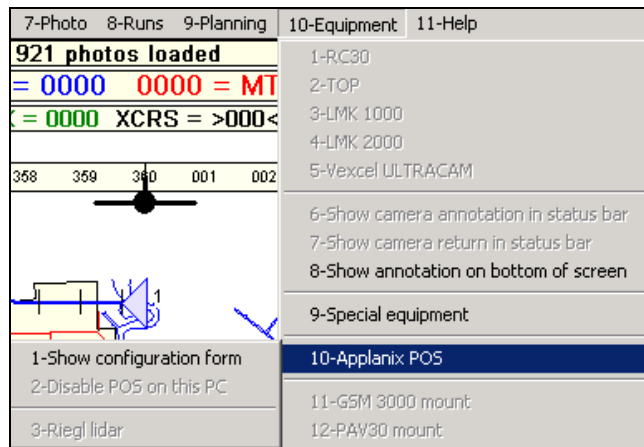 7-Photo 8-Runs 9-Planning 10-Equipment 11-Help
921 photos loaded
= 0000 0000 = MT
= 0000 XCRS = >000<
358 359 360 001 002
1
1-RC30
2-TOP
3-LMK 1000
4-LMK 2000
5-Vexcel ULTRACAM
6-Show camera annotation in status bar
7-Show camera return in status bar
8-Show annotation on bottom of screen
9-Special equipment
10-Applanix POS
11-GSM 3000 mount
12-PAV30 mount
1-Show configuration form
2-Disable POS on this PC
3-Riegl lidar